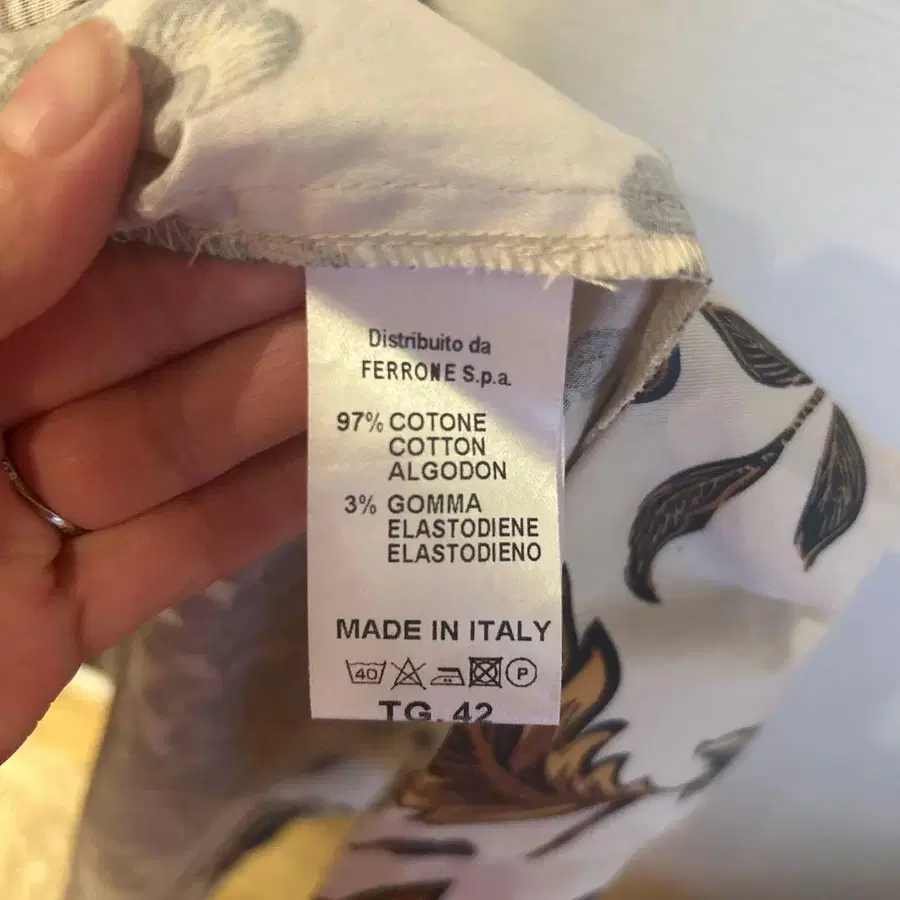 Distribuito da
FERRONE S.p.a.
97% COTONE
COTTON
ALGODON
3% GOMMA
ELASTODIENE
ELASTODIENO
MADE IN ITALY
40 P
TG. 42